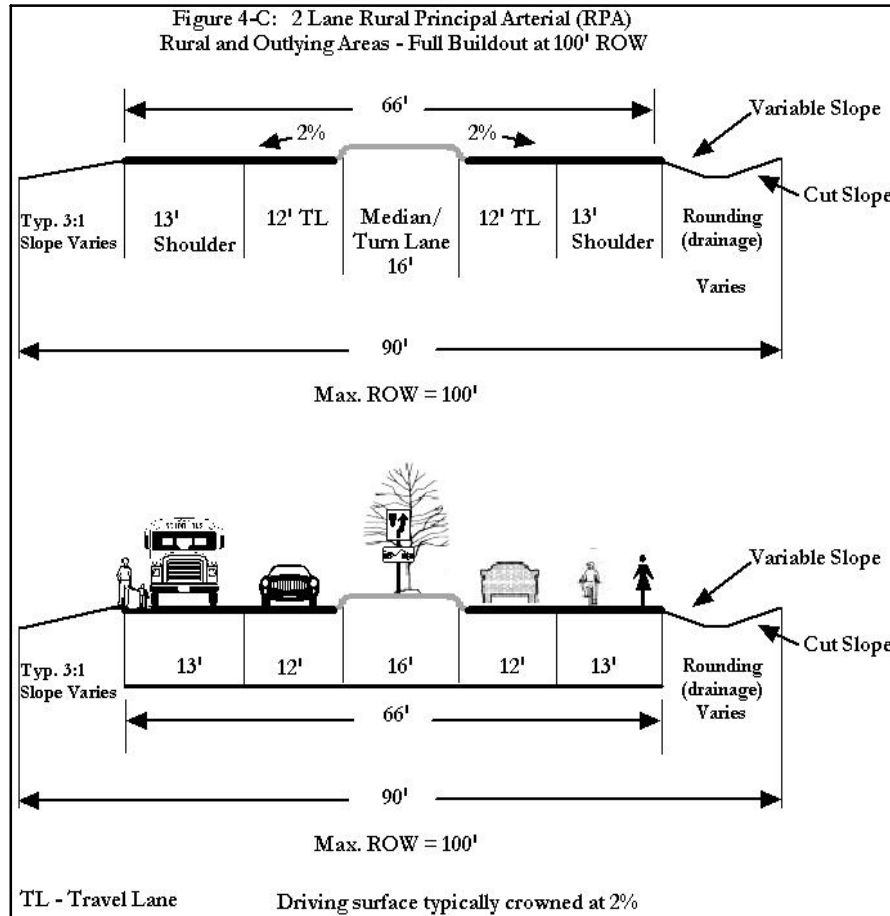 Figure 4-C: 2 Lane Rural Principal Arterial (RPA)
Rural and Outlying Areas - Full Buildout at 100' ROW
66'
2%
2%
Variable Slope
Cut Slope
Typ. 3:1
Slope Varies
13'
Shoulder
12' TL
Median/
Turn Lane
16'
12' TL
13'
Shoulder
Rounding
(drainage)
Varies
90'
Max. ROW = 100'
SCHOOL BUS
Variable Slope
Cut Slope
Typ. 3:1
Slope Varies
13'
12'
16'
12'
13'
Rounding
(drainage)
Varies
66'
90'
Max. ROW = 100'
TL - Travel Lane
Driving surface typically crowned at 2%